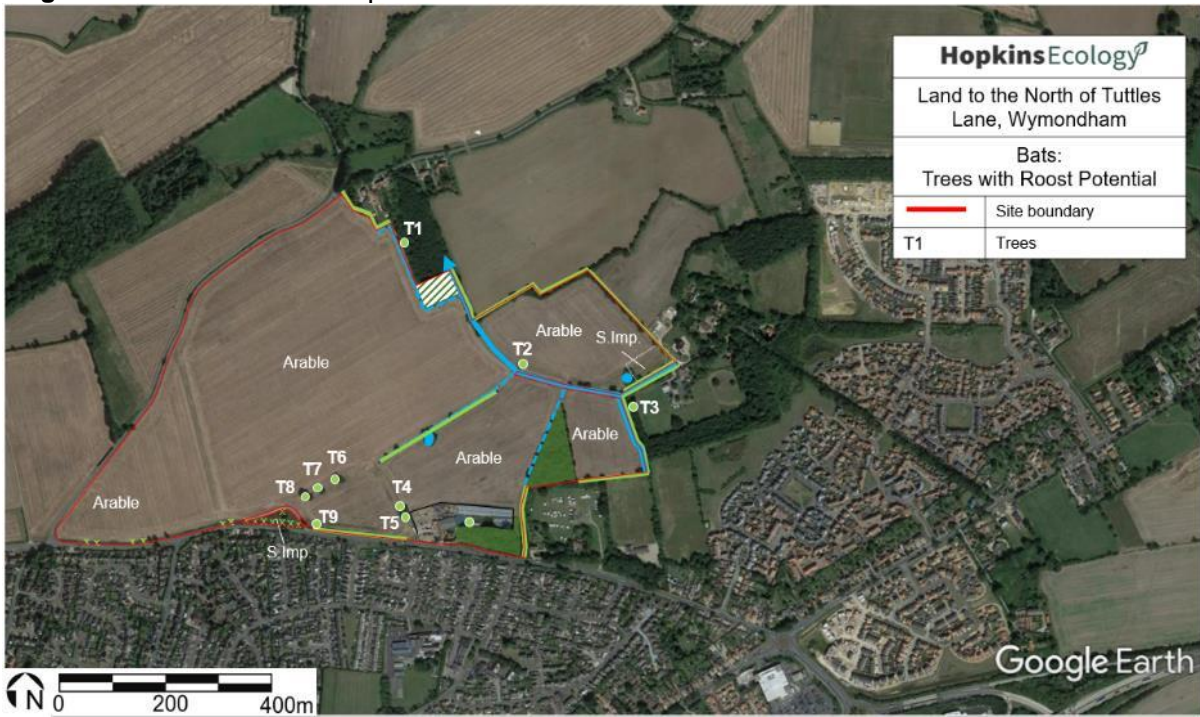 Hopkins Ecology
Land to the North of Tuttles
Lane, Wymondham
Bats:
Trees with Roost Potential
Site boundary
T1 Trees
T1
Arable
S.Imp.
T2
Arable
T3
Arable
Arable
T6
T7
T8
T4
Arable
T5
T9
S.Imp.
N
0 200 400m
Google Earth